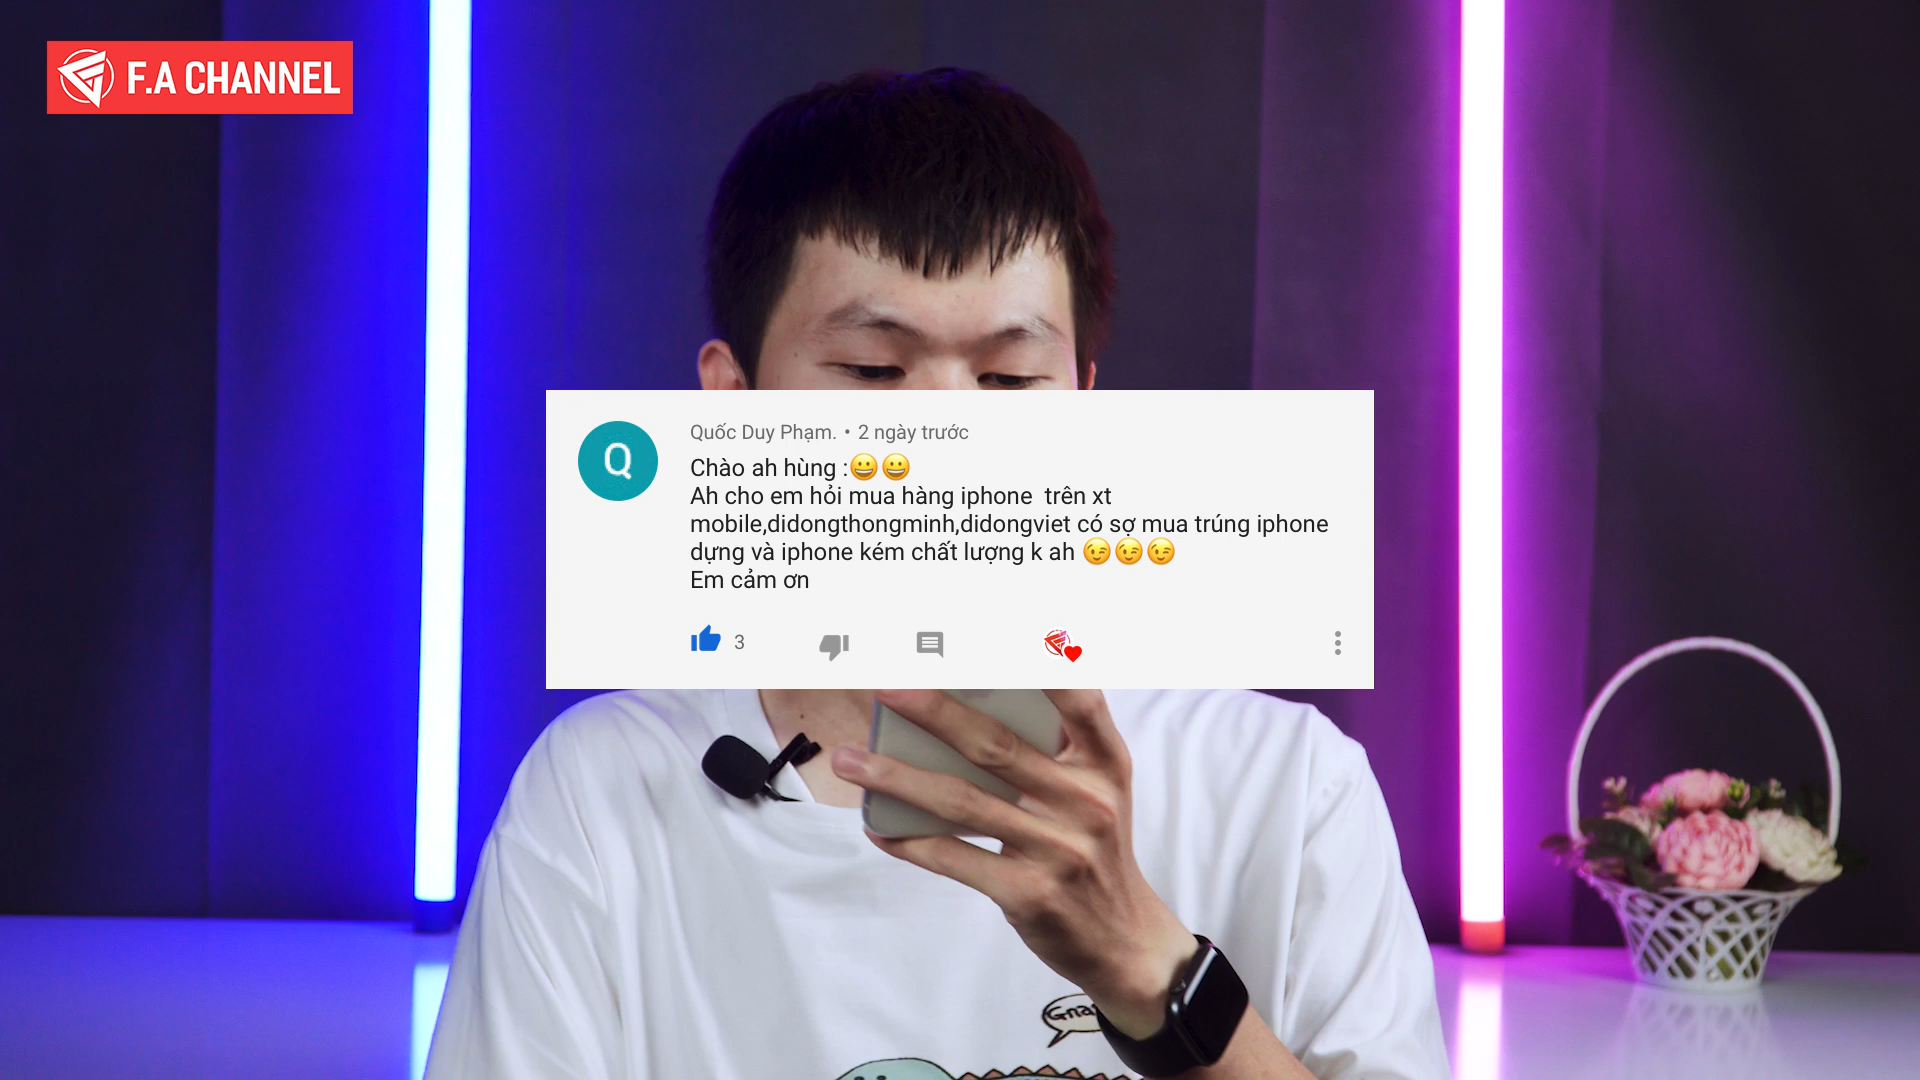 F.A CHANNEL
Q
Quốc Duy Phạm. • 2 ngày trước
Chào ah hùng :😀😀
Ah cho em hỏi mua hàng iphone trên xt
mobile,didongthongminh,didongviet có sợ mua trúng iphone
dựng và iphone kém chất lượng k ah 😉😉😉
Em cảm ơn
3